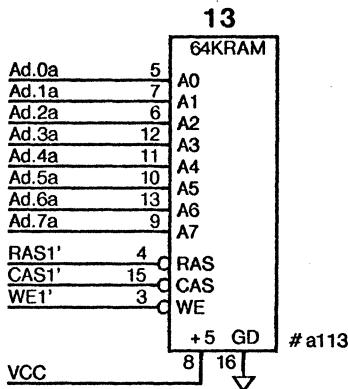 13
64KRAM
Ad.0a 5 A0
Ad.1a 7 A1
Ad.2a 6 A2
Ad.3a 12 A3
Ad.4a 11 A4
Ad.5a 10 A5
Ad.6a 13 A6
Ad.7a 9 A7
RAS1' 4 RAS
CAS1' 15 CAS
WE1' 3 WE
+5 GD #a113
VCC 8 16